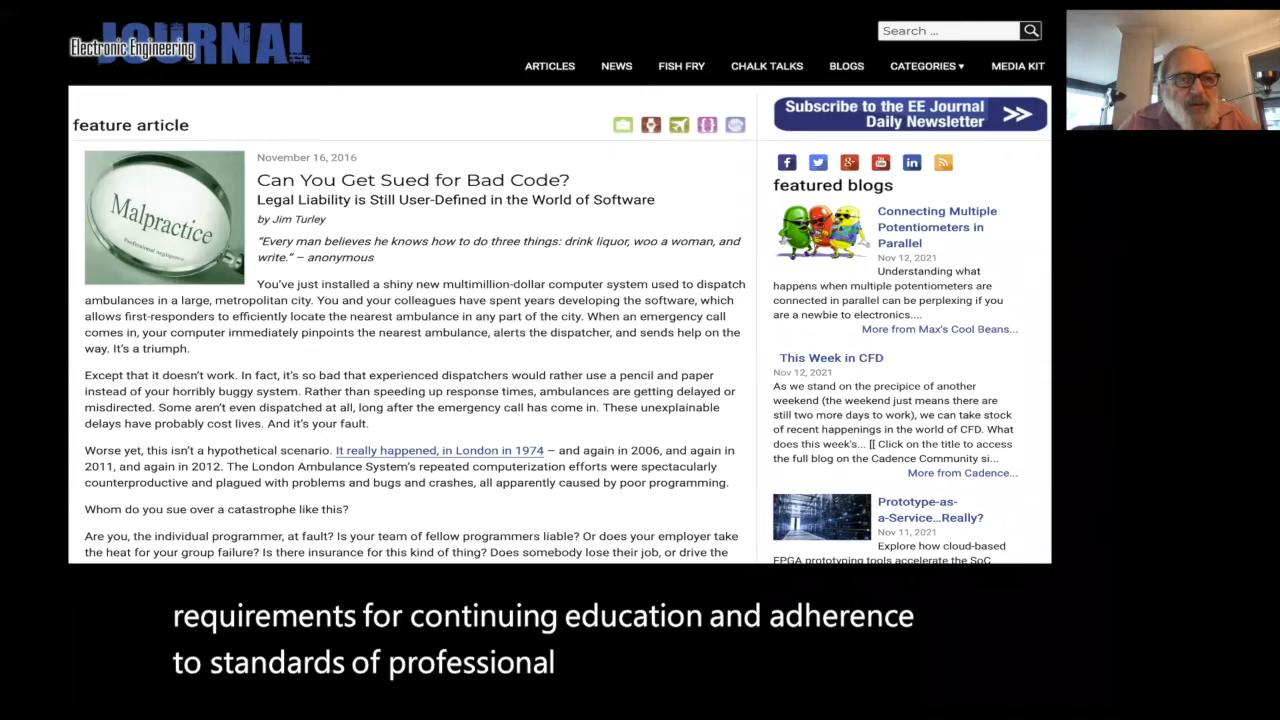 JOURNAL
Electronic Engineering
Search ...
ARTICLES NEWS FISH FRY CHALK TALKS BLOGS CATEGORIES▾ MEDIA KIT
feature article
Malpractice
Professional negligence
November 16, 2016
Can You Get Sued for Bad Code?
Legal Liability is Still User-Defined in the World of Software
by Jim Turley
“Every man believes he knows how to do three things: drink liquor, woo a woman, and
write.” – anonymous
You’ve just installed a shiny new multimillion-dollar computer system used to dispatch
ambulances in a large, metropolitan city. You and your colleagues have spent years developing the software, which
allows first-responders to efficiently locate the nearest ambulance in any part of the city. When an emergency call
comes in, your computer immediately pinpoints the nearest ambulance, alerts the dispatcher, and sends help on the
way. It’s a triumph.
Except that it doesn’t work. In fact, it’s so bad that experienced dispatchers would rather use a pencil and paper
instead of your horribly buggy system. Rather than speeding up response times, ambulances are getting delayed or
misdirected. Some aren’t even dispatched at all, long after the emergency call has come in. These unexplainable
delays have probably cost lives. And it’s your fault.
Worse yet, this isn’t a hypothetical scenario. It really happened, in London in 1974 – and again in 2006, and again in
2011, and again in 2012. The London Ambulance System’s repeated computerization efforts were spectacularly
counterproductive and plagued with problems and bugs and crashes, all apparently caused by poor programming.
Whom do you sue over a catastrophe like this?
Are you, the individual programmer, at fault? Is your team of fellow programmers liable? Or does your employer take
the heat for your group failure? Is there insurance for this kind of thing? Does somebody lose their job, or drive the
Subscribe to the EE Journal
Daily Newsletter >>
featured blogs
Connecting Multiple
Potentiometers in
Parallel
Nov 12, 2021
Understanding what
happens when multiple potentiometers are
connected in parallel can be perplexing if you
are a newbie to electronics....
More from Max's Cool Beans...
This Week in CFD
Nov 12, 2021
As we stand on the precipice of another
weekend (the weekend just means there are
still two more days to work), we can take stock
of recent happenings in the world of CFD. What
does this week's... [[ Click on the title to access
the full blog on the Cadence Community si...
More from Cadence...
Prototype-as-
a-Service…Really?
Nov 11, 2021
Explore how cloud-based
FPGA prototyping tools accelerate the SoC
requirements for continuing education and adherence
to standards of professional